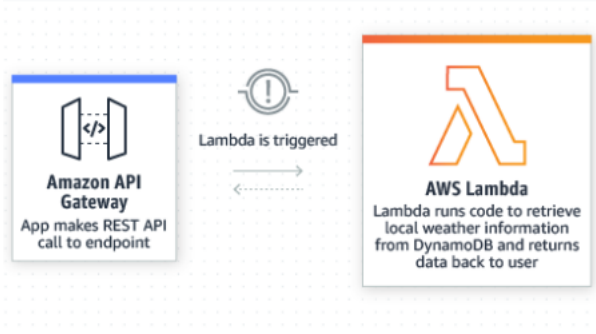 </>
Amazon API
Gateway
App makes REST API
call to endpoint
Lambda is triggered
AWS Lambda
Lambda runs code to retrieve
local weather information
from DynamoDB and returns
data back to user